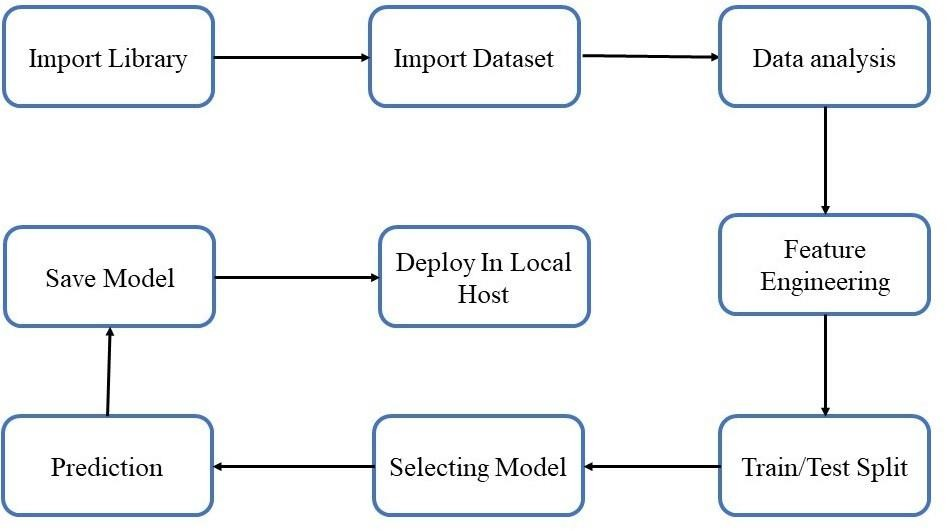 Import Library
Import Dataset
Data analysis
Feature
Engineering
Train/Test Split
Selecting Model
Prediction
Save Model
Deploy In Local
Host